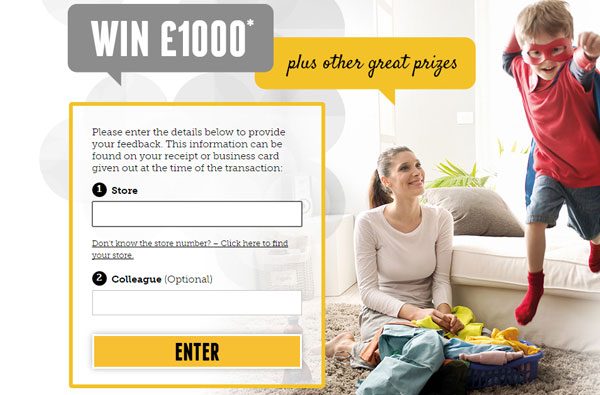 WIN £1000*
plus other great prizes
Please enter the details below to provide
your feedback. This information can be
found on your receipt or business card
given out at the time of the transaction:
1 Store
Don't know the store number? – Click here to find
your store.
2 Colleague (Optional)
ENTER